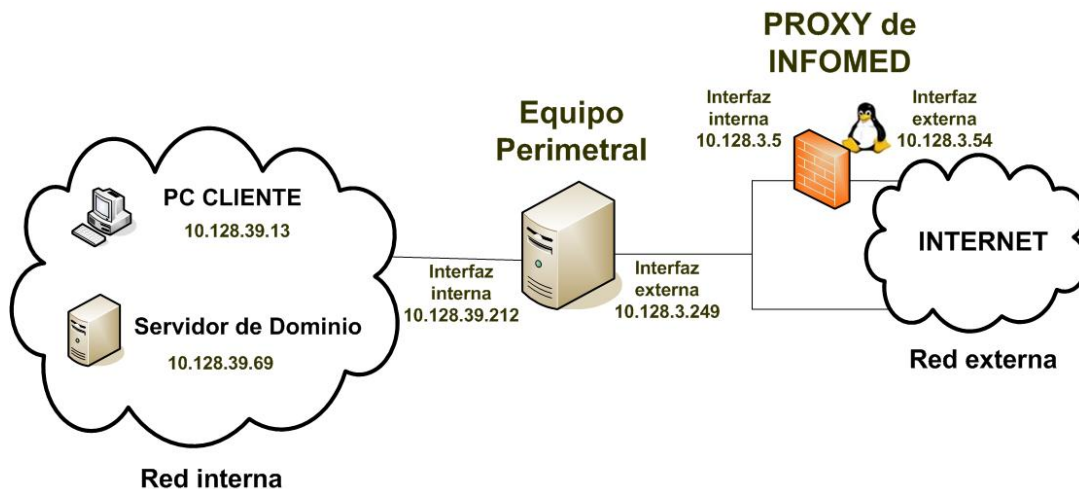 PROXY de
INFOMED
Interfaz
interna
10.128.3.5
Interfaz
externa
10.128.3.54
Equipo
Perimetral
PC CLIENTE
10.128.39.13
INTERNET
Interfaz
interna
10.128.39.212
Interfaz
externa
10.128.3.249
Servidor de Dominio
10.128.39.69
Red externa
Red interna